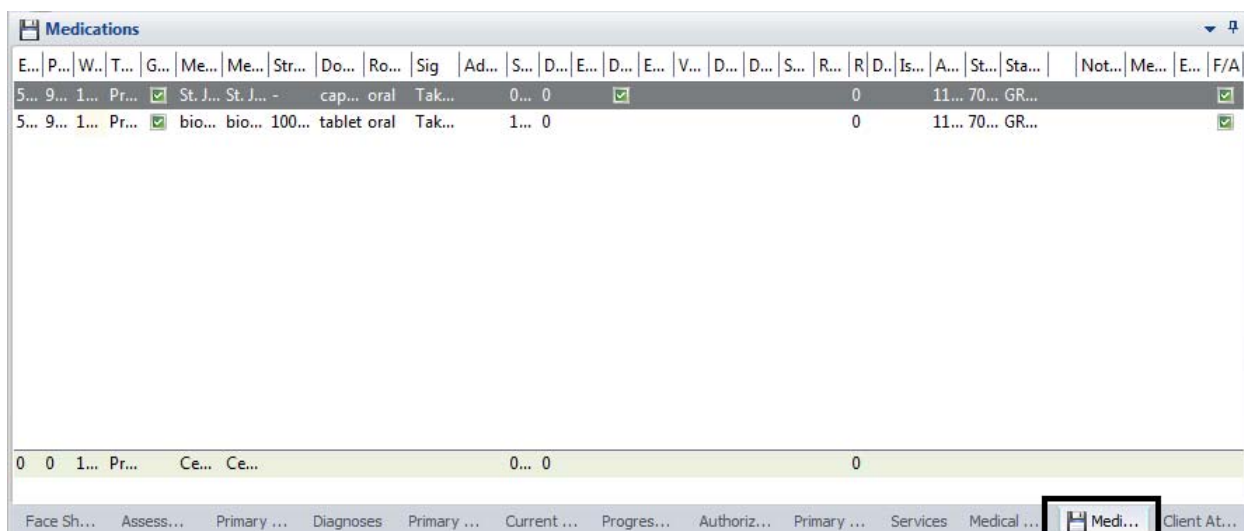 Medications
E... P... W... T... G... Me... Me... Str... Do... Ro... Sig Ad... S... D... E... D... E... V... D... D... S... R... R D.. Is... A... St... Sta... Not... Me... E... F/A
5... 9... 1... Pr... St. J... St. J... - cap... oral Tak... 0... 0 0 11... 70... GR...
5... 9... 1... Pr... bio... bio... 100... tablet oral Tak... 1... 0 0 11... 70... GR...
0 0 1... Pr... Ce... Ce... 0... 0 0
Face Sh... Assess... Primary ... Diagnoses Primary ... Current ... Progres... Authoriz... Primary ... Services Medical ... Medi... Client At...